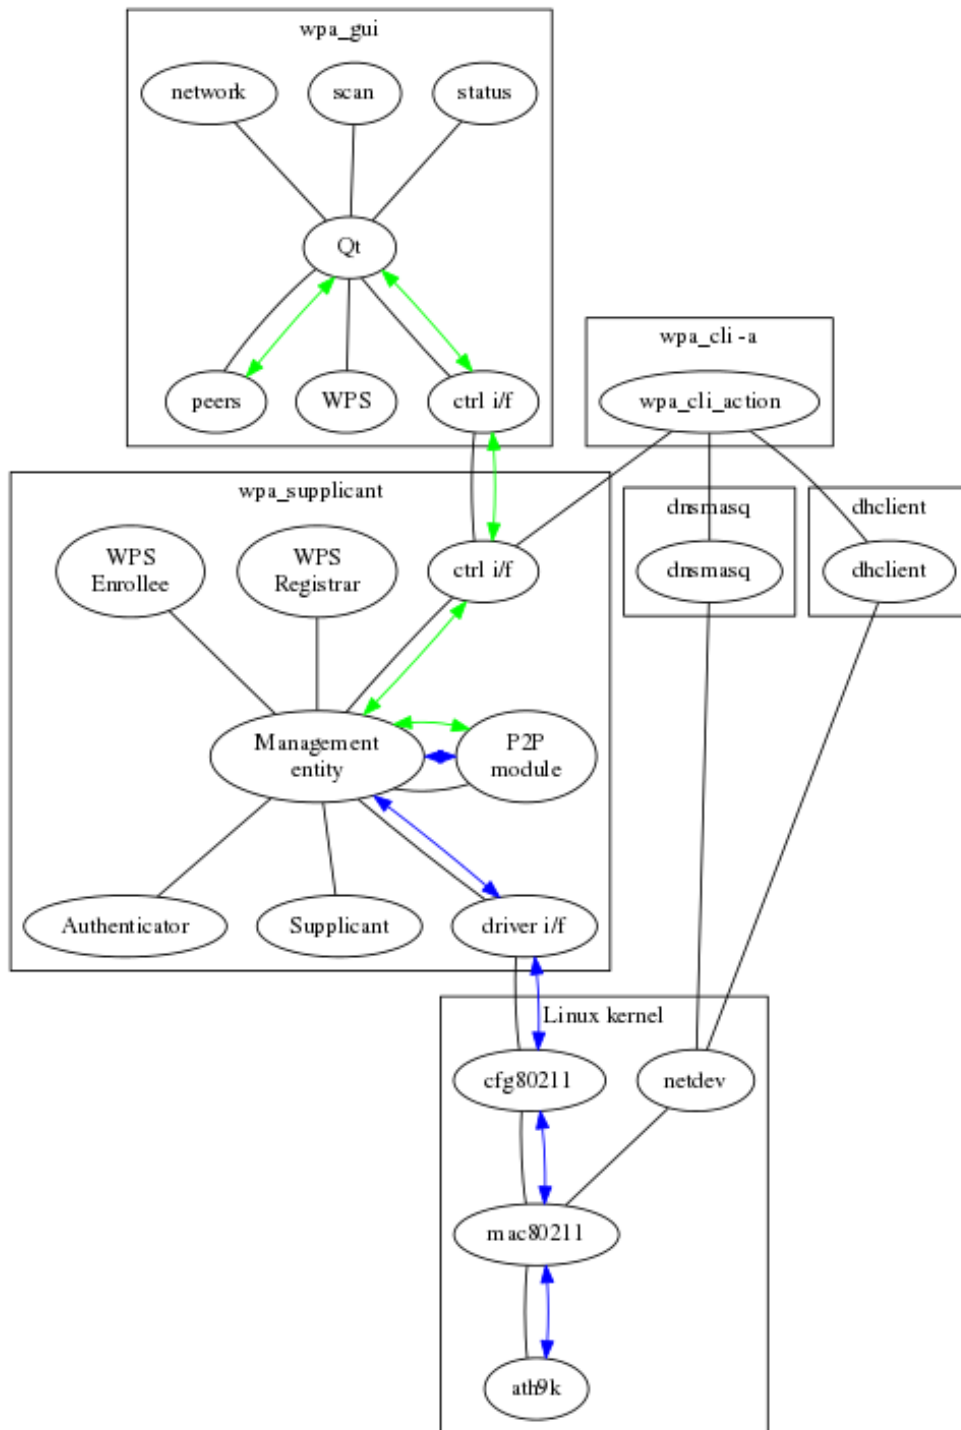 wpa_gui
network
scan
status
Qt
peers
WPS
ctrl i/f
wpa_cli -a
wpa_cli_action
wpa_supplicant
dnsmasq
dhclient
WPS
Enrollee
WPS
Registrar
ctrl i/f
dnsmasq
dhclient
Management
entity
P2P
module
Authenticator
Supplicant
driver i/f
Linux kernel
cfg80211
netdev
mac80211
ath9k